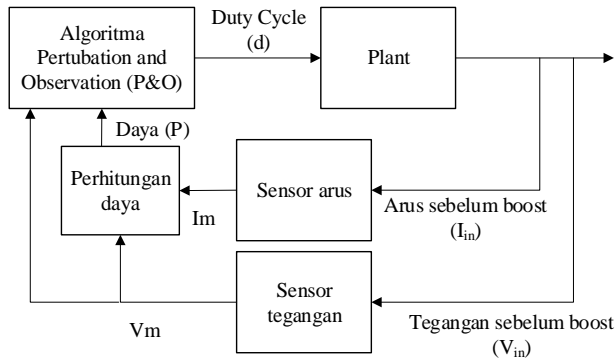 Duty Cycle
(d)
Algoritma
Pertubation and
Observation (P&O)
Plant
Daya (P)
Perhitungan
daya
Im
Sensor arus
Arus sebelum boost
(Iin)
Sensor
tegangan
Vm
Tegangan sebelum boost
(Vin)